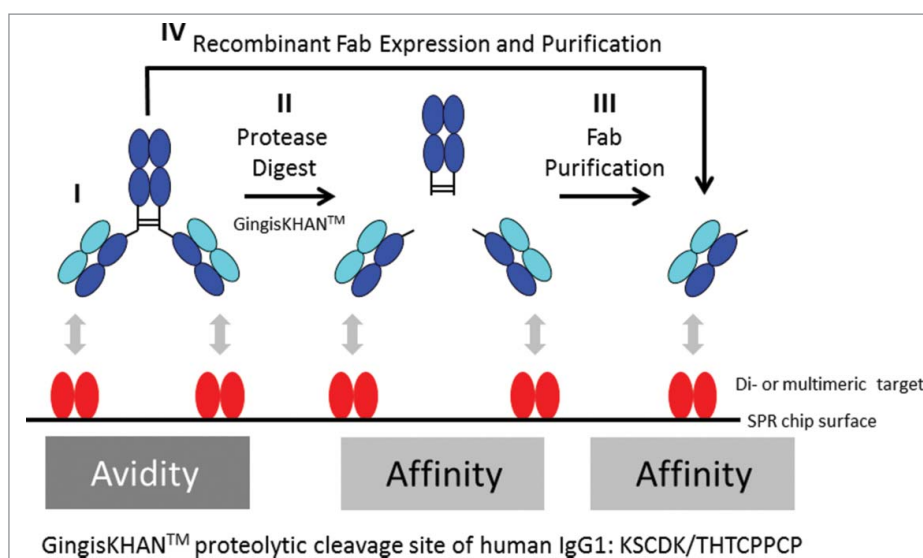 IV Recombinant Fab Expression and Purification
I
II
Protease
Digest
GingisKHAN™
III
Fab
Purification
Di- or multimeric target
SPR chip surface
Avidity
Affinity
Affinity
GingisKHAN™ proteolytic cleavage site of human IgG1: KSCDK/THTCPPCP